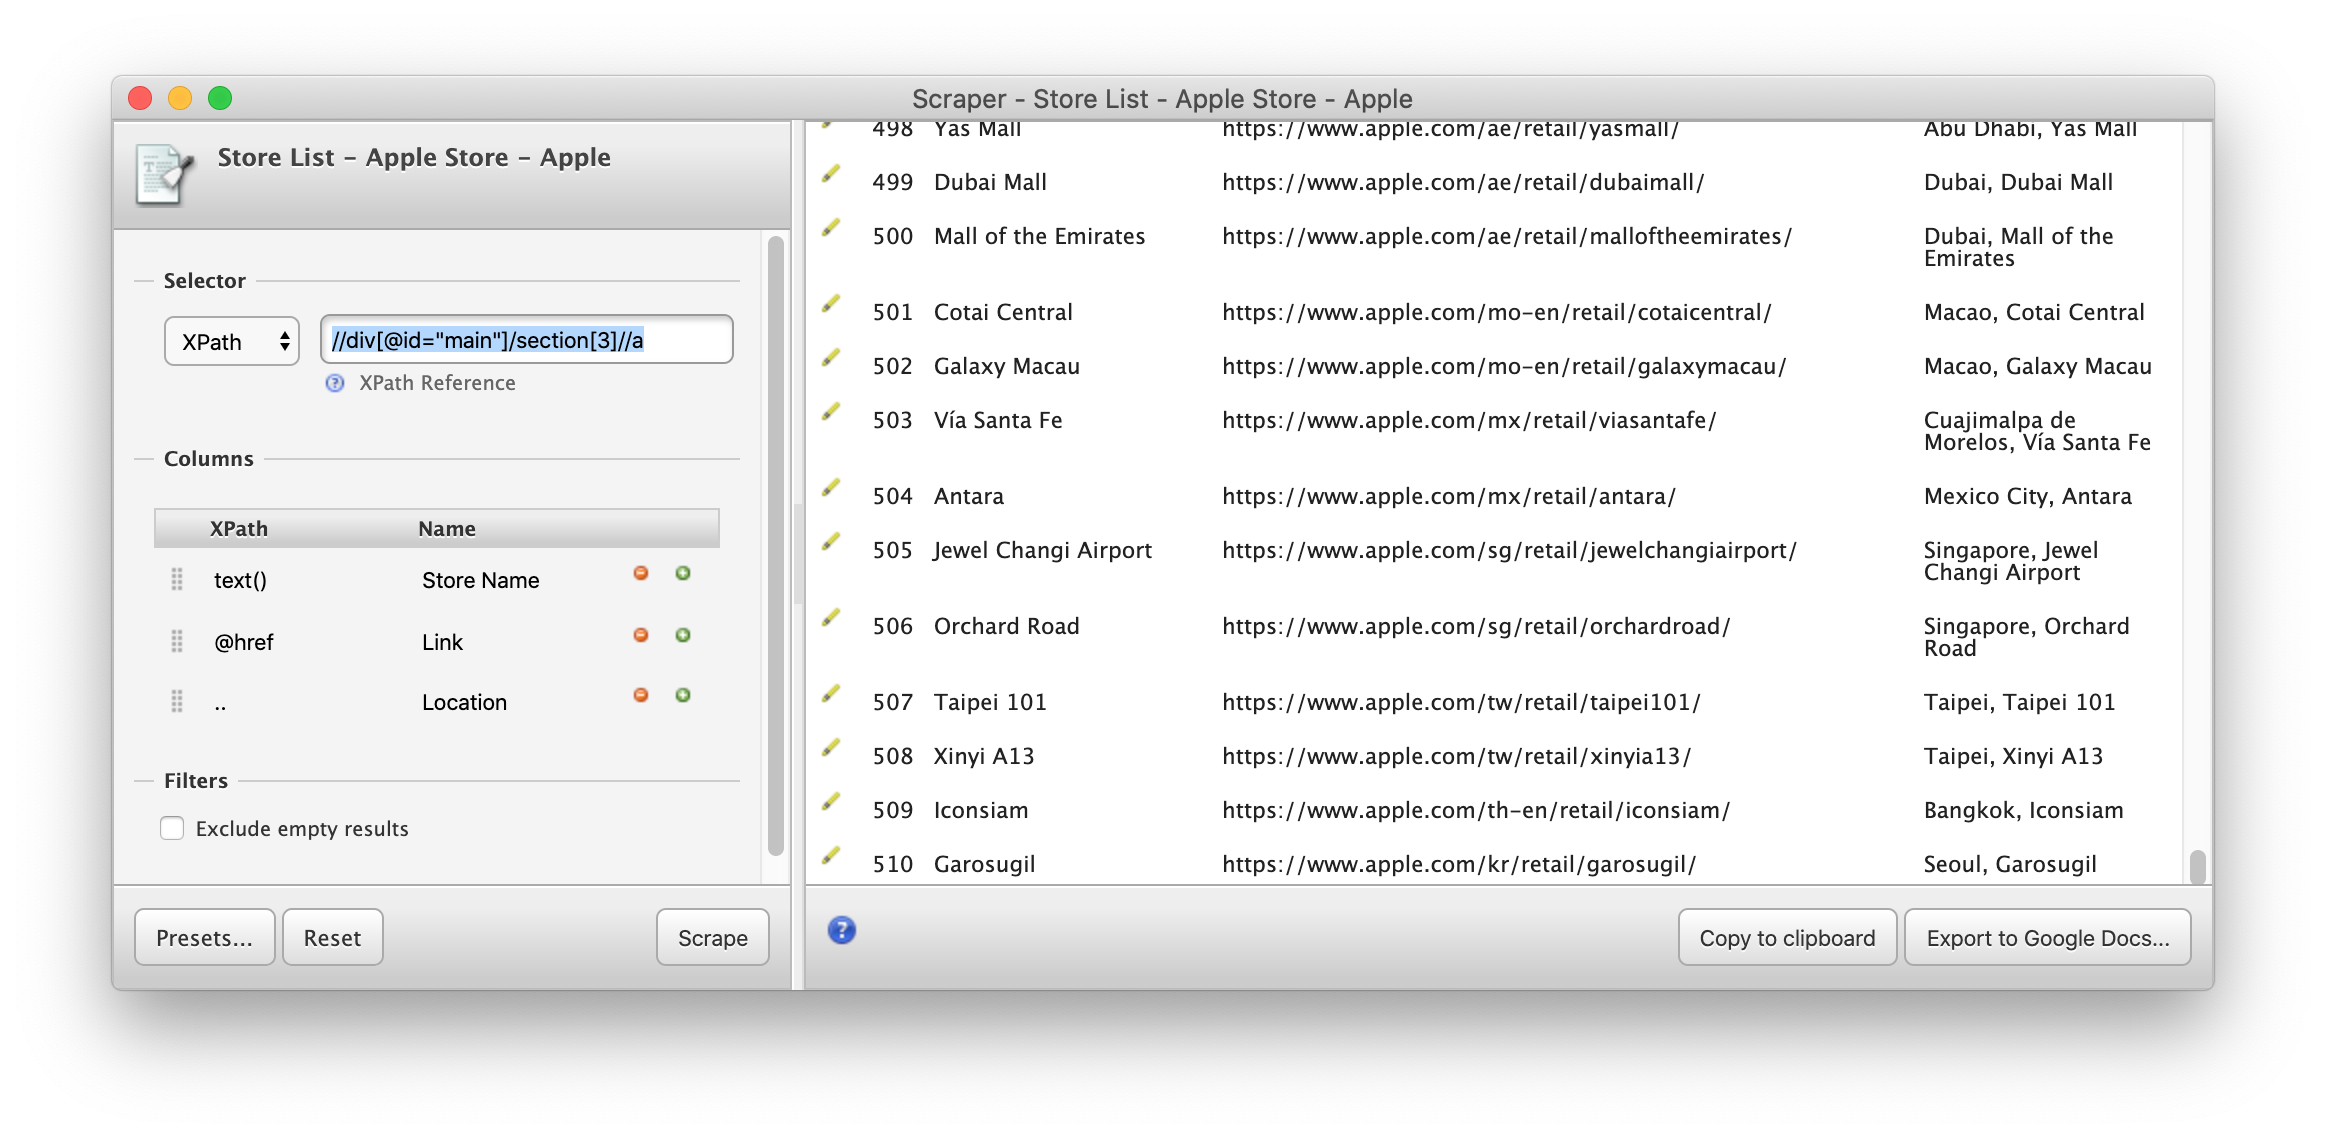 Scraper - Store List - Apple Store - Apple
Store List – Apple Store – Apple
Selector
XPath
//div[@id="main"]/section[3]//a
XPath Reference
Columns
XPath Name
text() Store Name
@href Link
.. Location
Filters
Exclude empty results
Presets...
Reset
Scrape
498 Yas Mall https://www.apple.com/ae/retail/yasmall/ Abu Dhabi, Yas Mall
499 Dubai Mall https://www.apple.com/ae/retail/dubaimall/ Dubai, Dubai Mall
500 Mall of the Emirates https://www.apple.com/ae/retail/malloftheemirates/ Dubai, Mall of the
Emirates
501 Cotai Central https://www.apple.com/mo-en/retail/cotaicentral/ Macao, Cotai Central
502 Galaxy Macau https://www.apple.com/mo-en/retail/galaxymacau/ Macao, Galaxy Macau
503 Vía Santa Fe https://www.apple.com/mx/retail/viasantafe/ Cuajimalpa de
Morelos, Vía Santa Fe
504 Antara https://www.apple.com/mx/retail/antara/ Mexico City, Antara
505 Jewel Changi Airport https://www.apple.com/sg/retail/jewelchangiairport/ Singapore, Jewel
Changi Airport
506 Orchard Road https://www.apple.com/sg/retail/orchardroad/ Singapore, Orchard
Road
507 Taipei 101 https://www.apple.com/tw/retail/taipei101/ Taipei, Taipei 101
508 Xinyi A13 https://www.apple.com/tw/retail/xinyia13/ Taipei, Xinyi A13
509 Iconsiam https://www.apple.com/th-en/retail/iconsiam/ Bangkok, Iconsiam
510 Garosugil https://www.apple.com/kr/retail/garosugil/ Seoul, Garosugil
Copy to clipboard
Export to Google Docs...